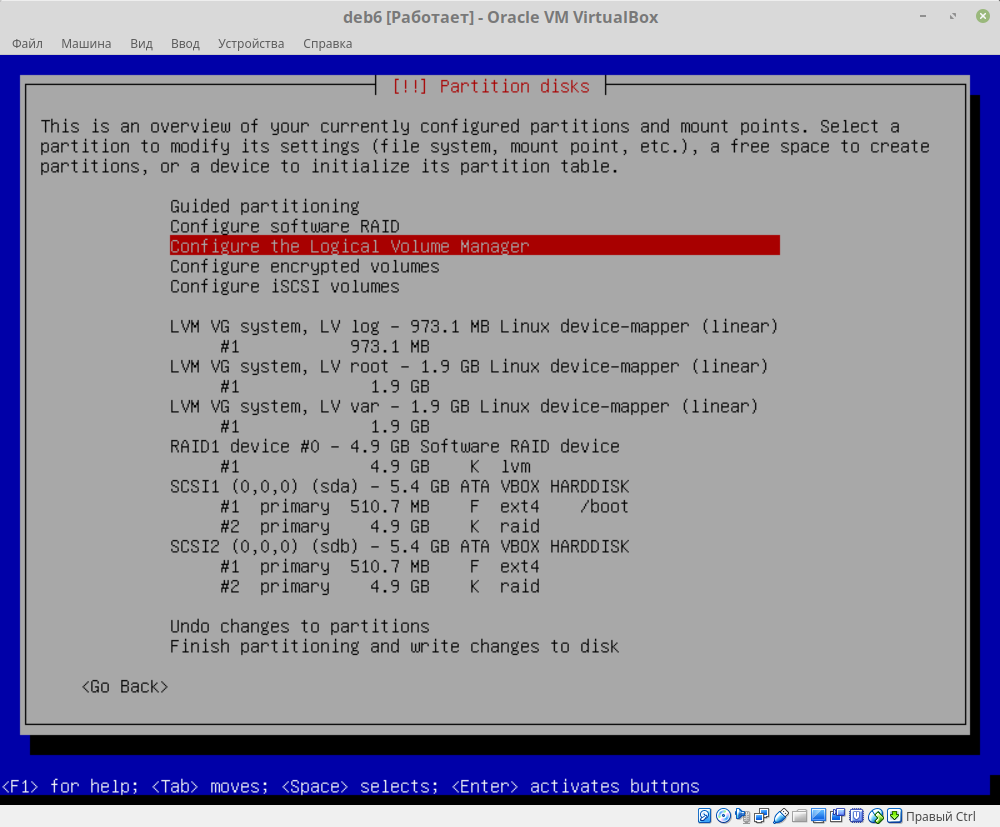 deb6 [Работает] - Oracle VM VirtualBox
Файл Машина Вид Ввод Устройства Справка
[!!] Partition disks
This is an overview of your currently configured partitions and mount points. Select a
partition to modify its settings (file system, mount point, etc.), a free space to create
partitions, or a device to initialize its partition table.
Guided partitioning
Configure software RAID
Configure the Logical Volume Manager
Configure encrypted volumes
Configure iSCSI volumes
LVM VG system, LV log - 973.1 MB Linux device-mapper (linear)
#1 973.1 MB
LVM VG system, LV root - 1.9 GB Linux device-mapper (linear)
#1 1.9 GB
LVM VG system, LV var - 1.9 GB Linux device-mapper (linear)
#1 1.9 GB
RAID1 device #0 - 4.9 GB Software RAID device
#1 4.9 GB K lvm
SCSI1 (0,0,0) (sda) - 5.4 GB ATA VBOX HARDDISK
#1 primary 510.7 MB F ext4 /boot
#2 primary 4.9 GB K raid
SCSI2 (0,0,0) (sdb) - 5.4 GB ATA VBOX HARDDISK
#1 primary 510.7 MB F ext4
#2 primary 4.9 GB K raid
Undo changes to partitions
Finish partitioning and write changes to disk
<Go Back>
<F1> for help; <Tab> moves; <Space> selects; <Enter> activates buttons
Правый Ctrl